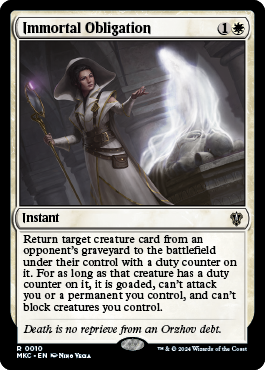 Immortal Obligation 1
Instant
Return target creature card from an
opponent's graveyard to the battlefield
under their control with a duty counter on
it. For as long as that creature has a duty
counter on it, it is goaded, can't attack
you or a permanent you control, and can't
block creatures you control.
Death is no reprieve from an Orzhov debt.
R 0010
MKC • EN Nino Vecia
™ & © 2024 Wizards of the Coast